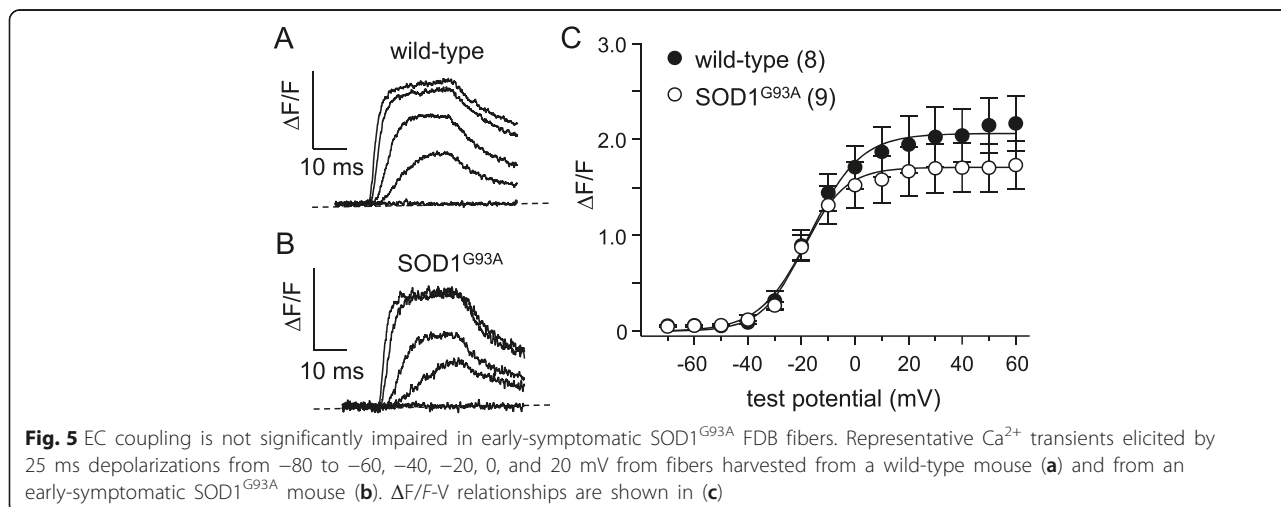 A
wild-type
ΔF/F
10 ms
B
SOD1G93A
ΔF/F
10 ms
C
3.0
2.0
1.0
0
ΔF/F
wild-type (8)
SOD1G93A (9)
-60 -40 -20 0 20 40 60
test potential (mV)
Fig. 5 EC coupling is not significantly impaired in early-symptomatic SOD1G93A FDB fibers. Representative Ca2+ transients elicited by
25 ms depolarizations from −80 to −60, −40, −20, 0, and 20 mV from fibers harvested from a wild-type mouse (a) and from an
early-symptomatic SOD1G93A mouse (b). ΔF/F-V relationships are shown in (c)